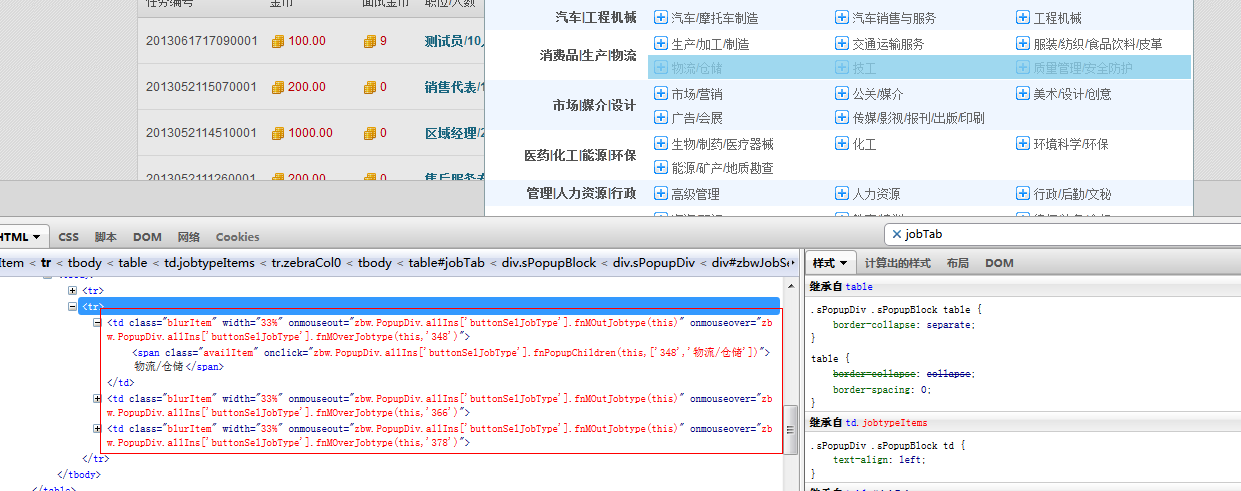 任务编号 金币 面试金币 职位/人数
2013061717090001 100.00 9 测试员/10人
2013052115070001 200.00 0 销售代表/1
2013052114510001 1000.00 0 区域经理/2
2013052111260001 200.00 0 售后服务
汽车|工程机械 汽车/摩托车制造 汽车销售与服务 工程机械
消费品|生产|物流 生产/加工/制造 交通运输服务 服装/纺织/食品饮料/皮革
物流/仓储 技工 质量管理/安全防护
市场|媒介|设计 市场/营销 公关/媒介 美术/设计/创意
广告/会展 传媒/影视/报刊/出版/印刷
医药|化工|能源|环保 生物/制药/医疗器械 化工 环境科学/环保
能源/矿产/地质勘查
管理|人力资源|行政 高级管理 人力资源 行政/后勤/文秘
HTML CSS 脚本 DOM 网络 Cookies jobTab
Item < tr < tbody < table < td.jobtypeItems < tr.zebraCol0 < tbody < table#jobTab < div.sPopupBlock < div.sPopupDiv < div#zbwJobSe
<tr>
<tr>
<td class="blurItem" width="33%" onmouseout="zbw.PopupDiv.allIns['buttonSelJobType'].fnMOutJobtype(this)" onmouseover="zb
w.PopupDiv.allIns['buttonSelJobType'].fnMOverJobtype(this,'348')">
<span class="availItem" onclick="zbw.PopupDiv.allIns['buttonSelJobType'].fnPopupChildren(this,['348','物流/仓储'])">
物流/仓储</span>
</td>
<td class="blurItem" width="33%" onmouseout="zbw.PopupDiv.allIns['buttonSelJobType'].fnMOutJobtype(this)" onmouseover="zb
w.PopupDiv.allIns['buttonSelJobType'].fnMOverJobtype(this,'366')">
<td class="blurItem" width="33%" onmouseout="zbw.PopupDiv.allIns['buttonSelJobType'].fnMOutJobtype(this)" onmouseover="zb
w.PopupDiv.allIns['buttonSelJobType'].fnMOverJobtype(this,'378')">
</tr>
</tbody>
</table>
样式 计算出的样式 布局 DOM
继承自 table
.sPopupDiv .sPopupBlock table {
border-collapse: separate;
}
table {
border-collapse: collapse;
border-spacing: 0;
}
继承自 td.jobtypeItems
.sPopupDiv .sPopupBlock td {
text-align: left;
}